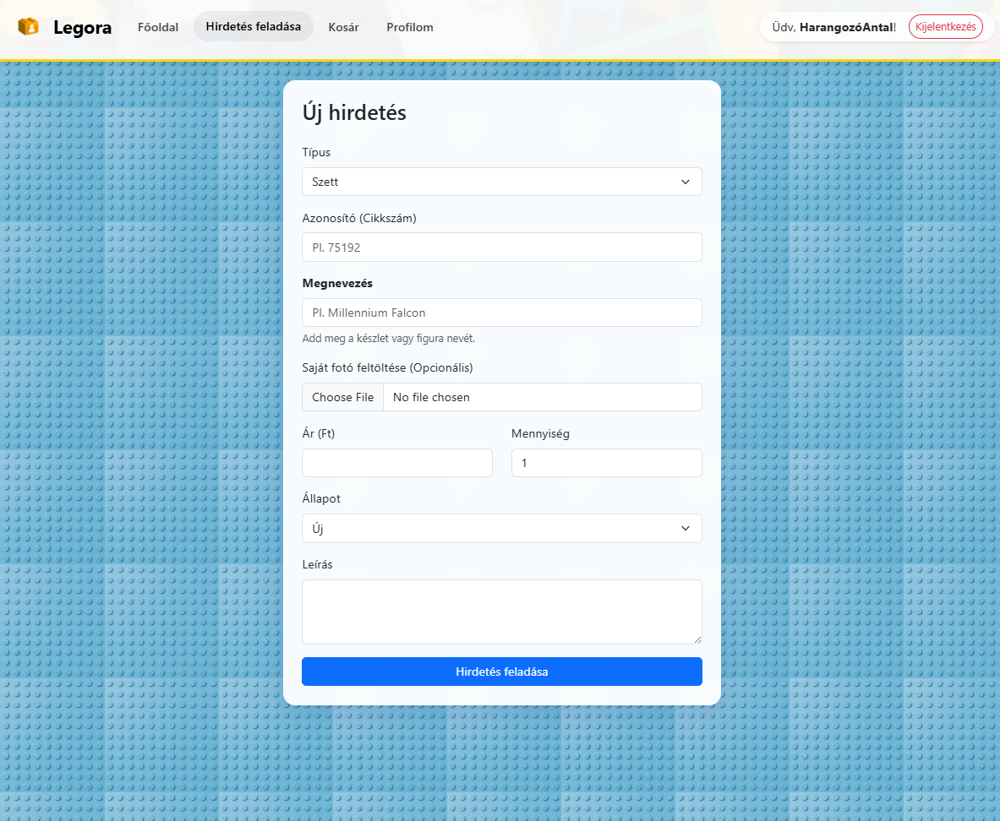 Legora Főoldal Hirdetés feladása Kosár Profilom Üdv, HarangozóAntal! Kijelentkezés
Új hirdetés
Típus
Szett
Azonosító (Cikkszám)
Pl. 75192
Megnevezés
Pl. Millennium Falcon
Add meg a készlet vagy figura nevét.
Saját fotó feltöltése (Opcionális)
Choose File No file chosen
Ár (Ft) Mennyiség
1
Állapot
Új
Leírás
Hirdetés feladása